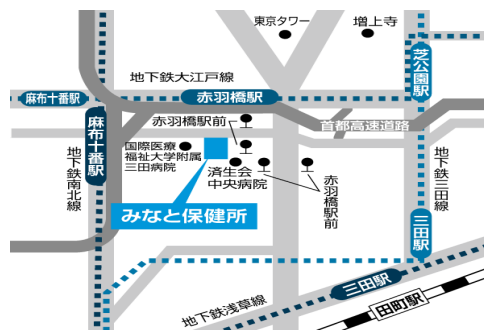 東京タワー
増上寺
芝公園駅
地下鉄大江戸線
麻布十番駅
赤羽橋駅
赤羽橋駅前
首都高速道路
麻布十番駅
地下鉄南北線
国際医療
福祉大学附属
三田病院
済生会
中央病院
赤羽橋駅前
地下鉄三田線
みなと保健所
三田駅
三田駅
地下鉄浅草線
田町駅